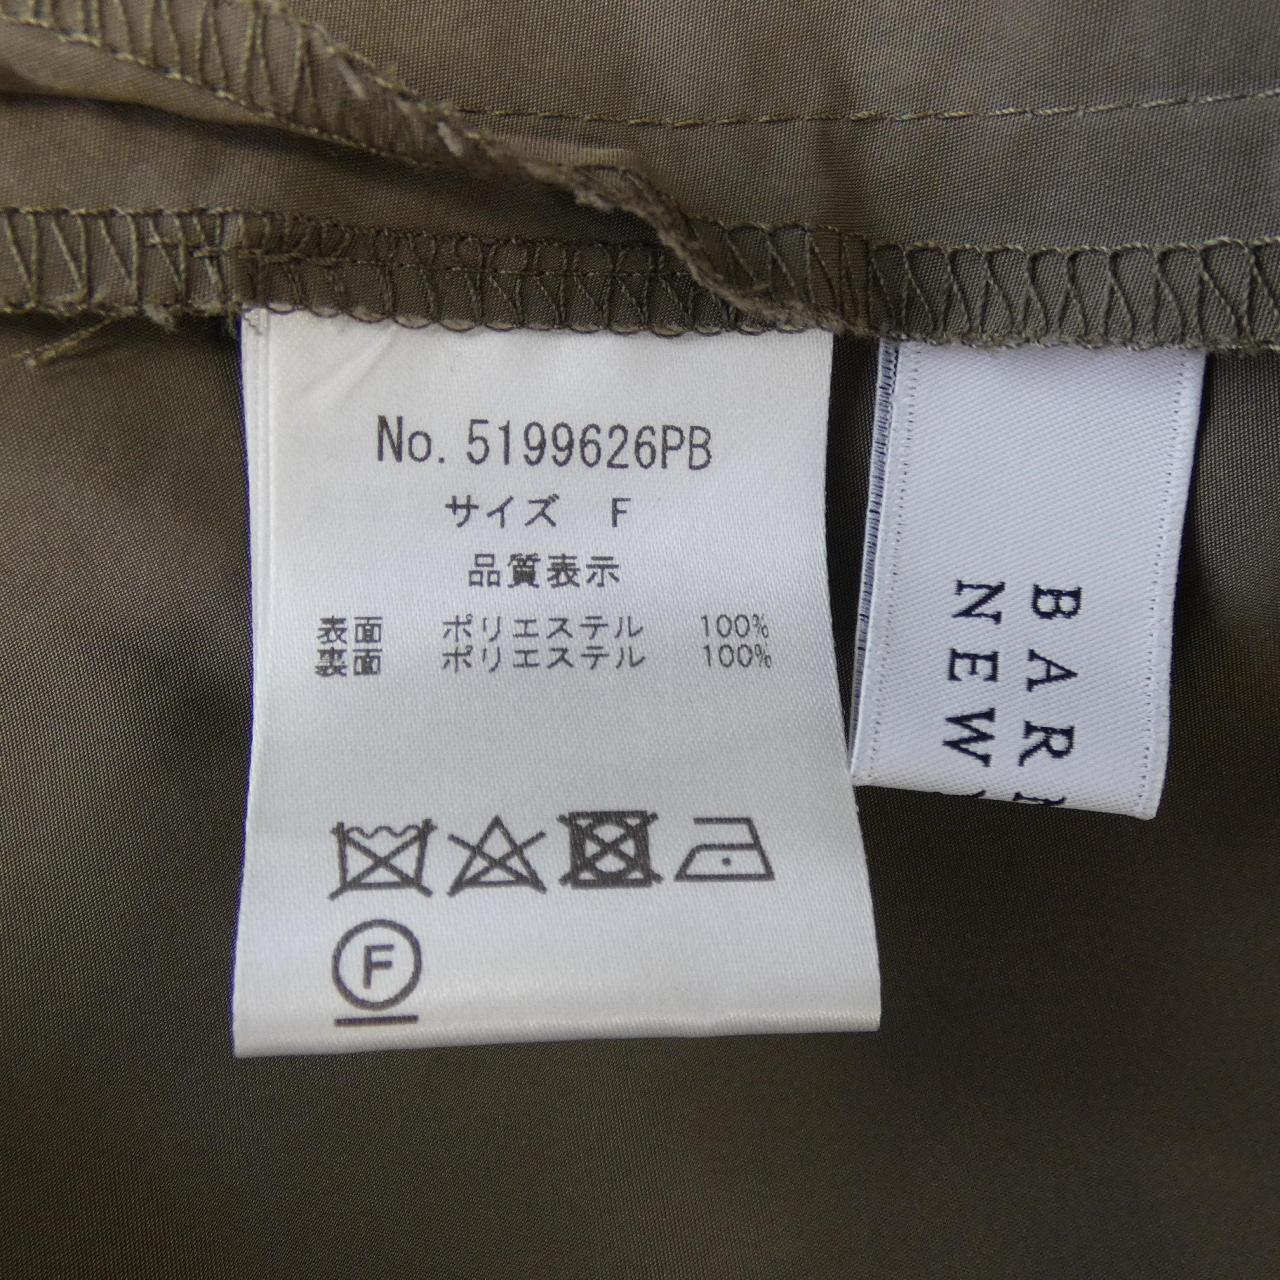 No. 5199626PB
サイズ F
品質表示
表面 ポリエステル 100%
裏面 ポリエステル 100%
F
BAR
NEW